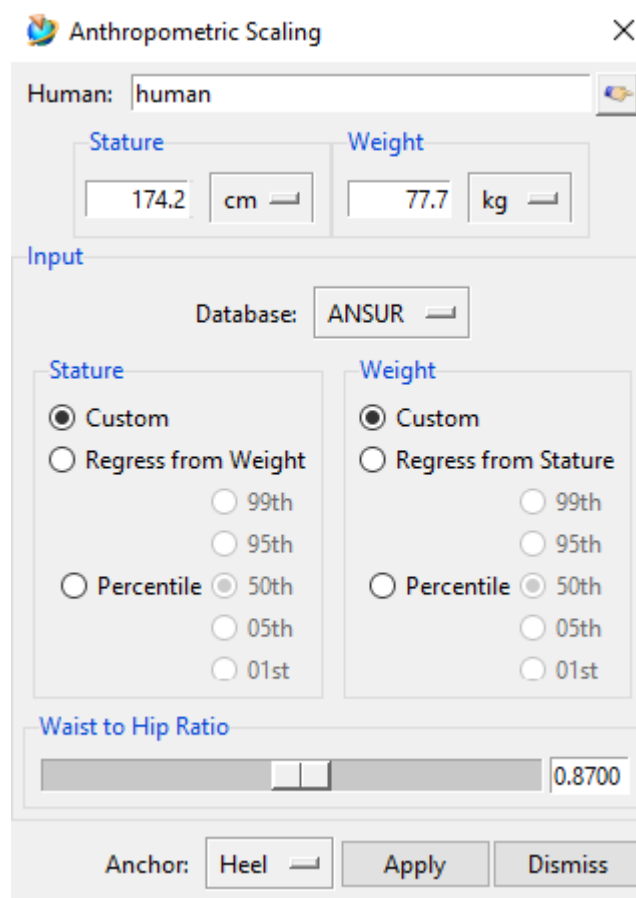 Anthropometric Scaling
Human: human
Stature Weight
174.2 cm 77.7 kg
Input
Database: ANSUR
Stature Weight
Custom Custom
Regress from Weight Regress from Stature
99th 99th
95th 95th
Percentile 50th Percentile 50th
05th 05th
01st 01st
Waist to Hip Ratio
0.8700
Anchor: Heel Apply Dismiss